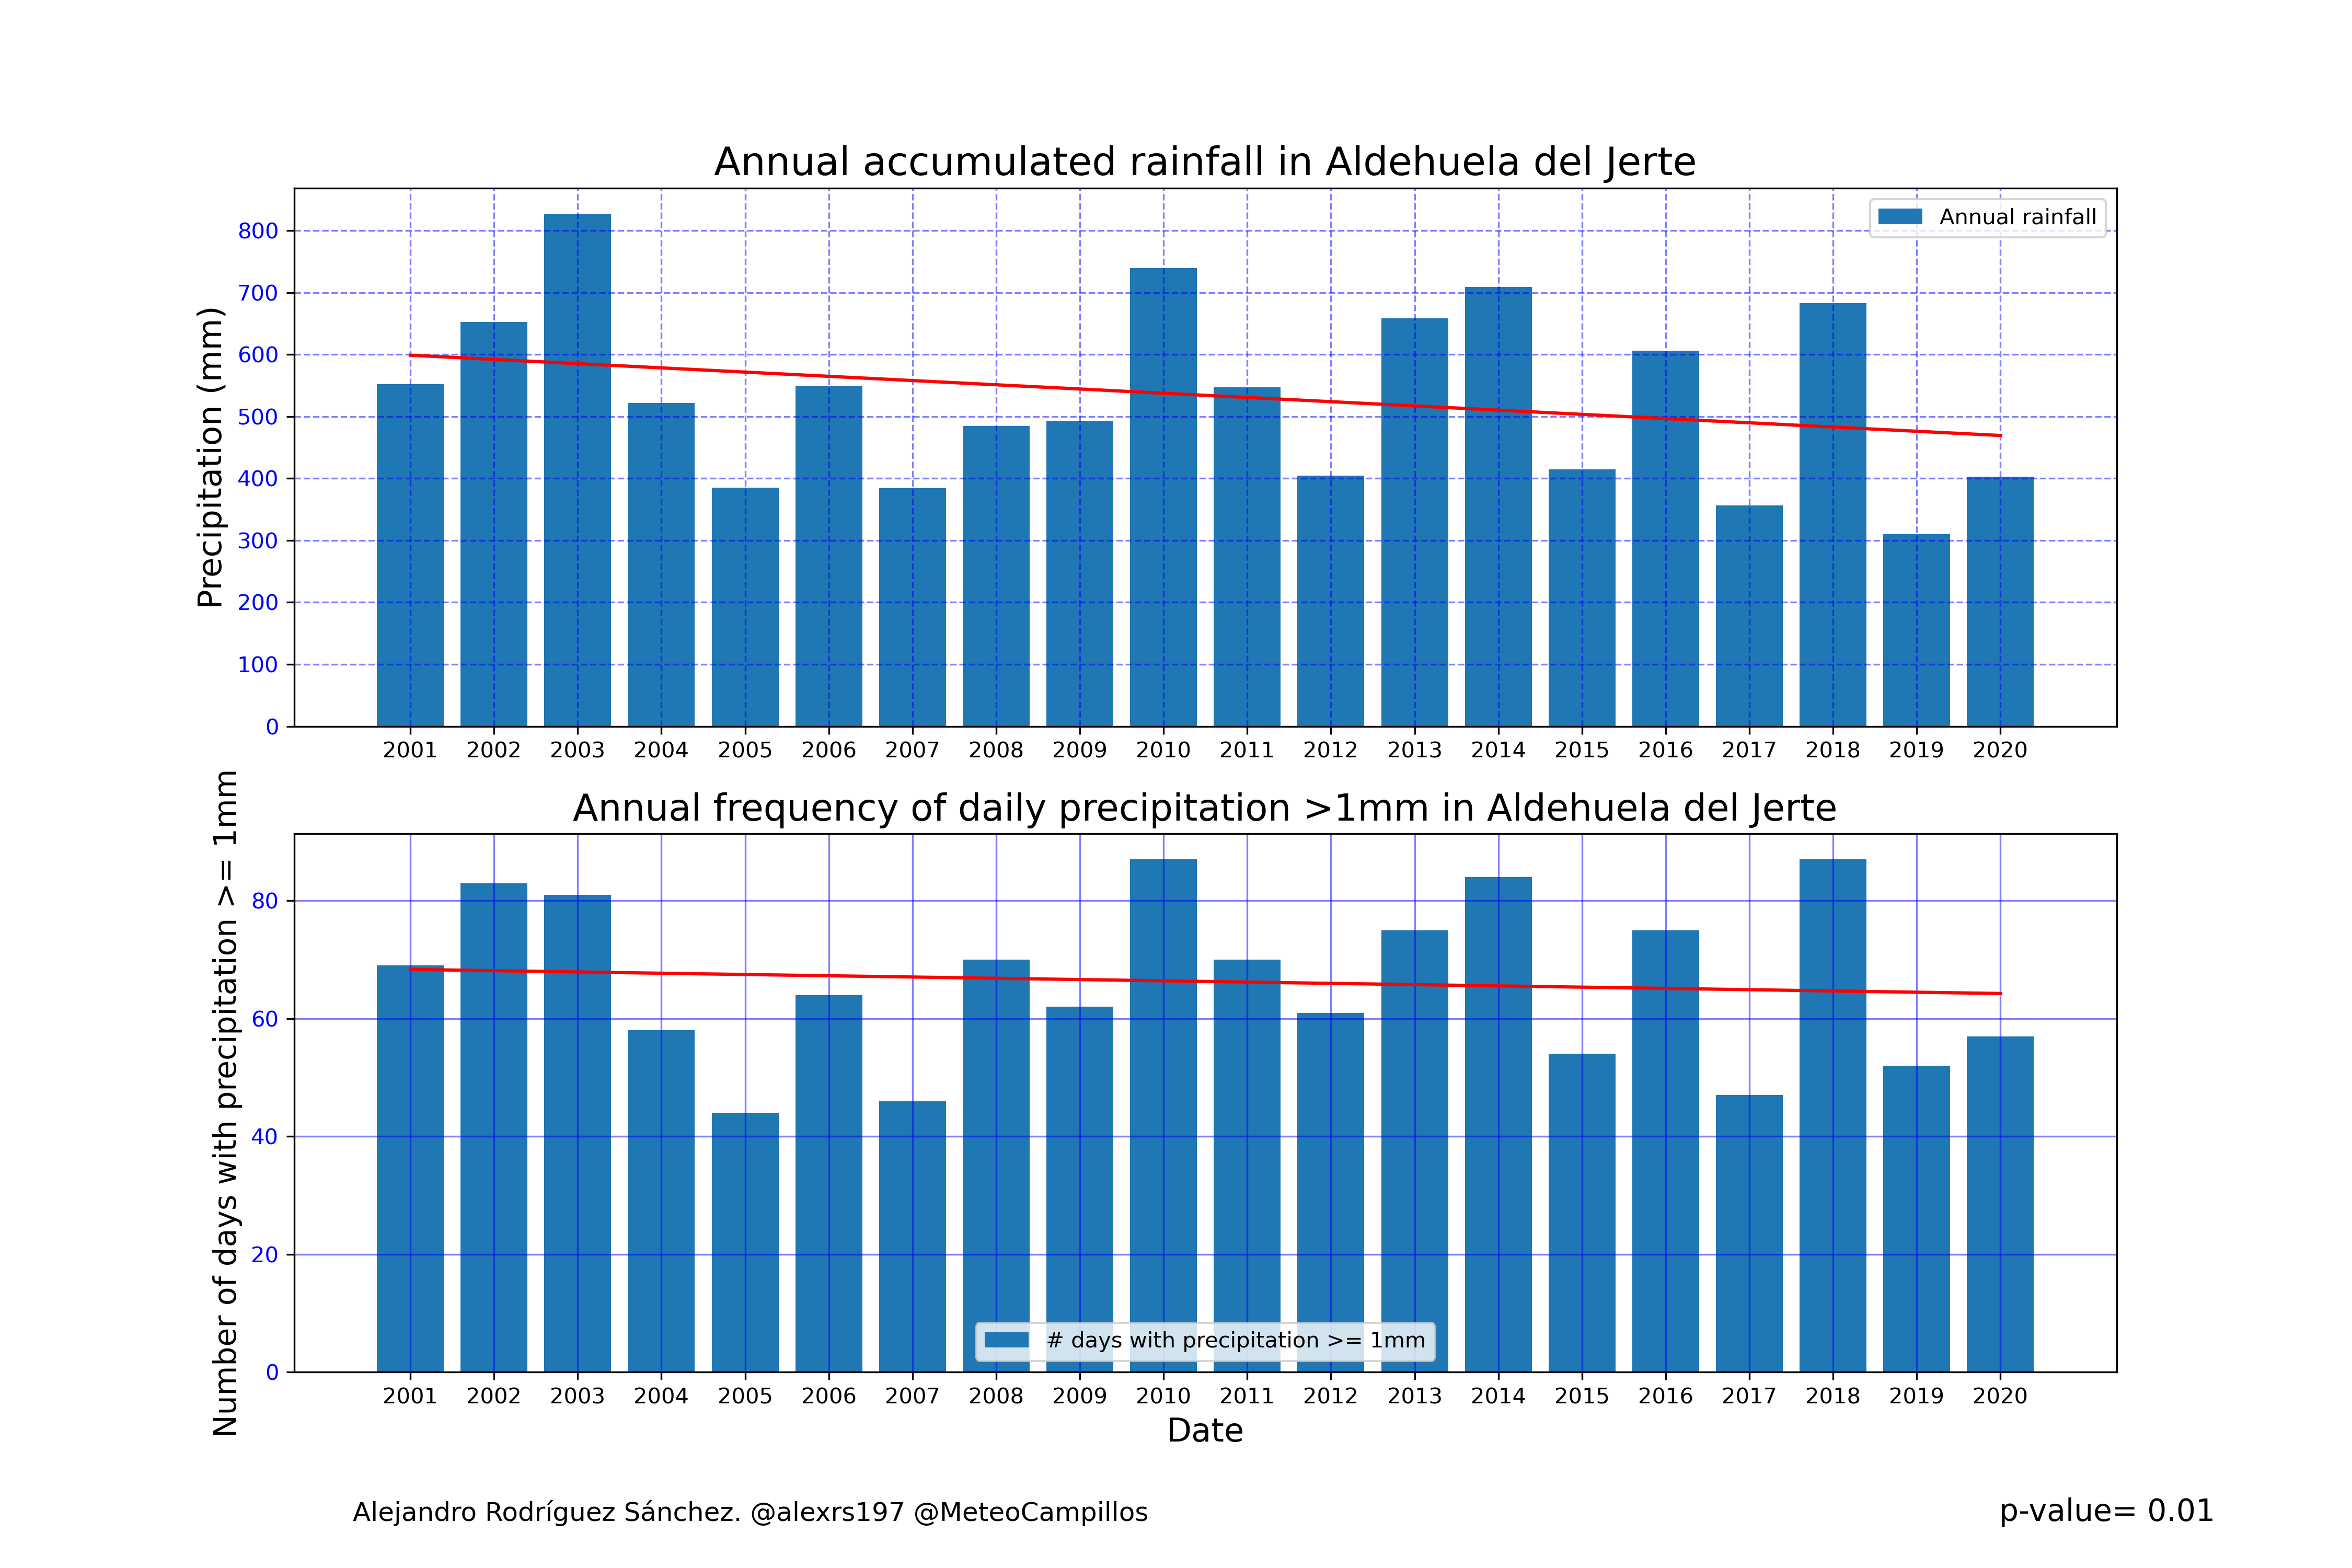 Annual accumulated rainfall in Aldehuela del Jerte
Precipitation (mm)
800
700
600
500
400
300
200
100
0
Annual rainfall
2001 2002 2003 2004 2005 2006 2007 2008 2009 2010 2011 2012 2013 2014 2015 2016 2017 2018 2019 2020
Annual frequency of daily precipitation >1mm in Aldehuela del Jerte
Number of days with precipitation >= 1mm
80
60
40
20
0
# days with precipitation >= 1mm
2001 2002 2003 2004 2005 2006 2007 2008 2009 2010 2011 2012 2013 2014 2015 2016 2017 2018 2019 2020
Date
Alejandro Rodríguez Sánchez. @alexrs197 @MeteoCampillos
p-value= 0.01